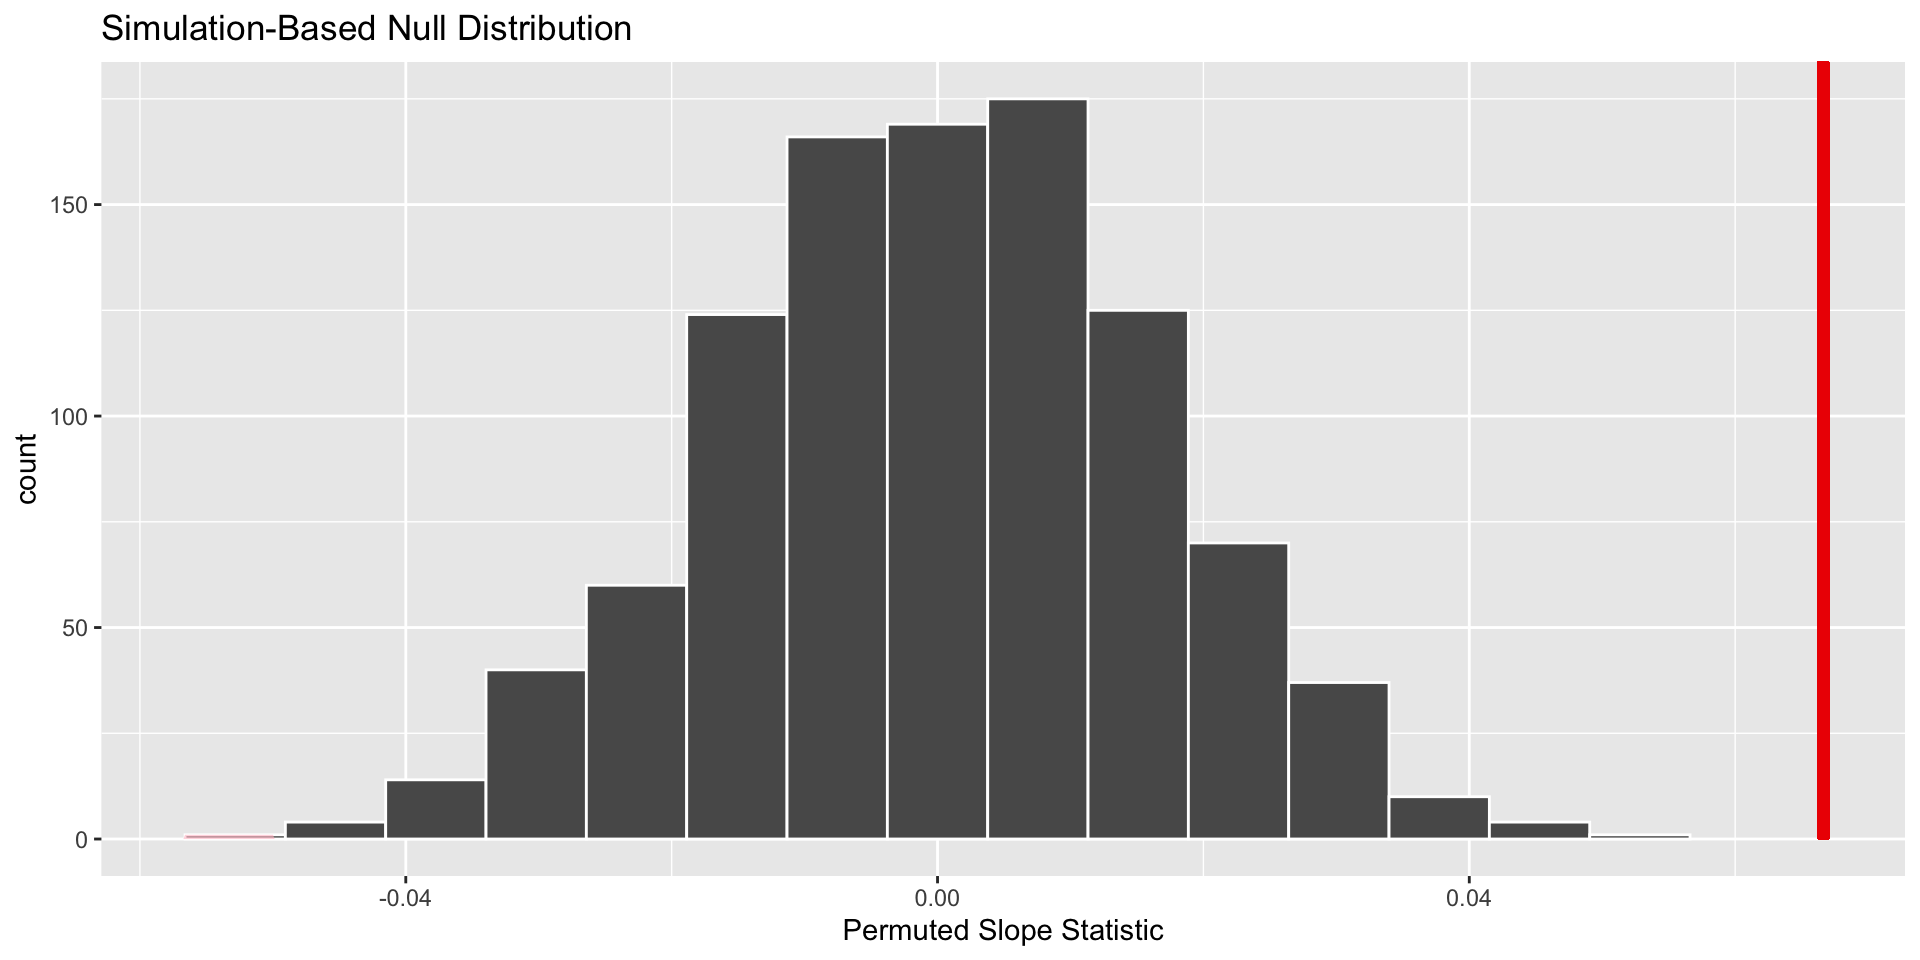 Simulation-Based Null Distribution
150
100
50
0
count
-0.04
0.00
0.04
Permuted Slope Statistic